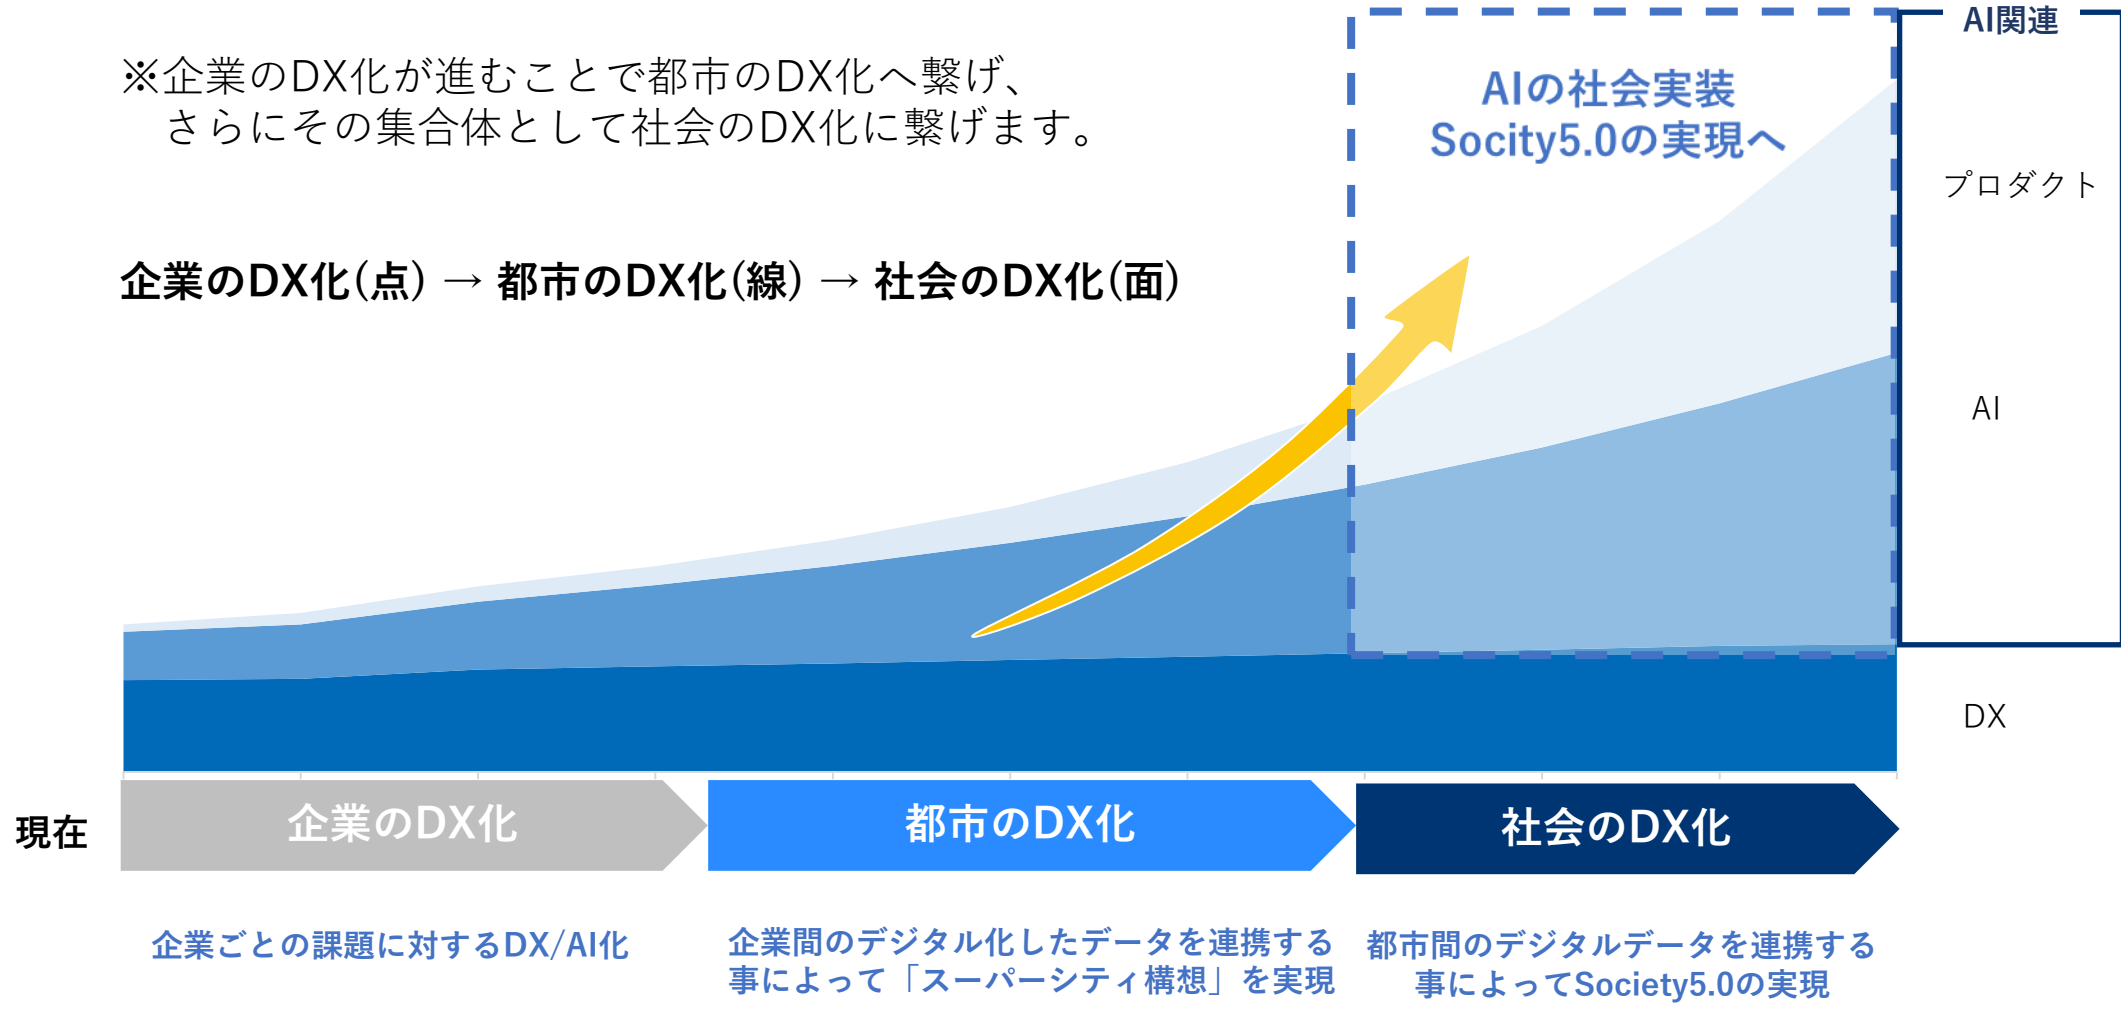 AI関連
※企業のDX化が進むことで都市のDX化へ繋げ、
さらにその集合体として社会のDX化に繋げます。
AIの社会実装
Socity5.0の実現へ
プロダクト
企業のDX化(点) → 都市のDX化(線) → 社会のDX化(面)
AI
DX
現在
企業のDX化
都市のDX化
社会のDX化
企業ごとの課題に対するDX/AI化
企業間のデジタル化したデータを連携する
事によって「スーパーシティ構想」を実現
都市間のデジタルデータを連携する
事によってSociety5.0の実現